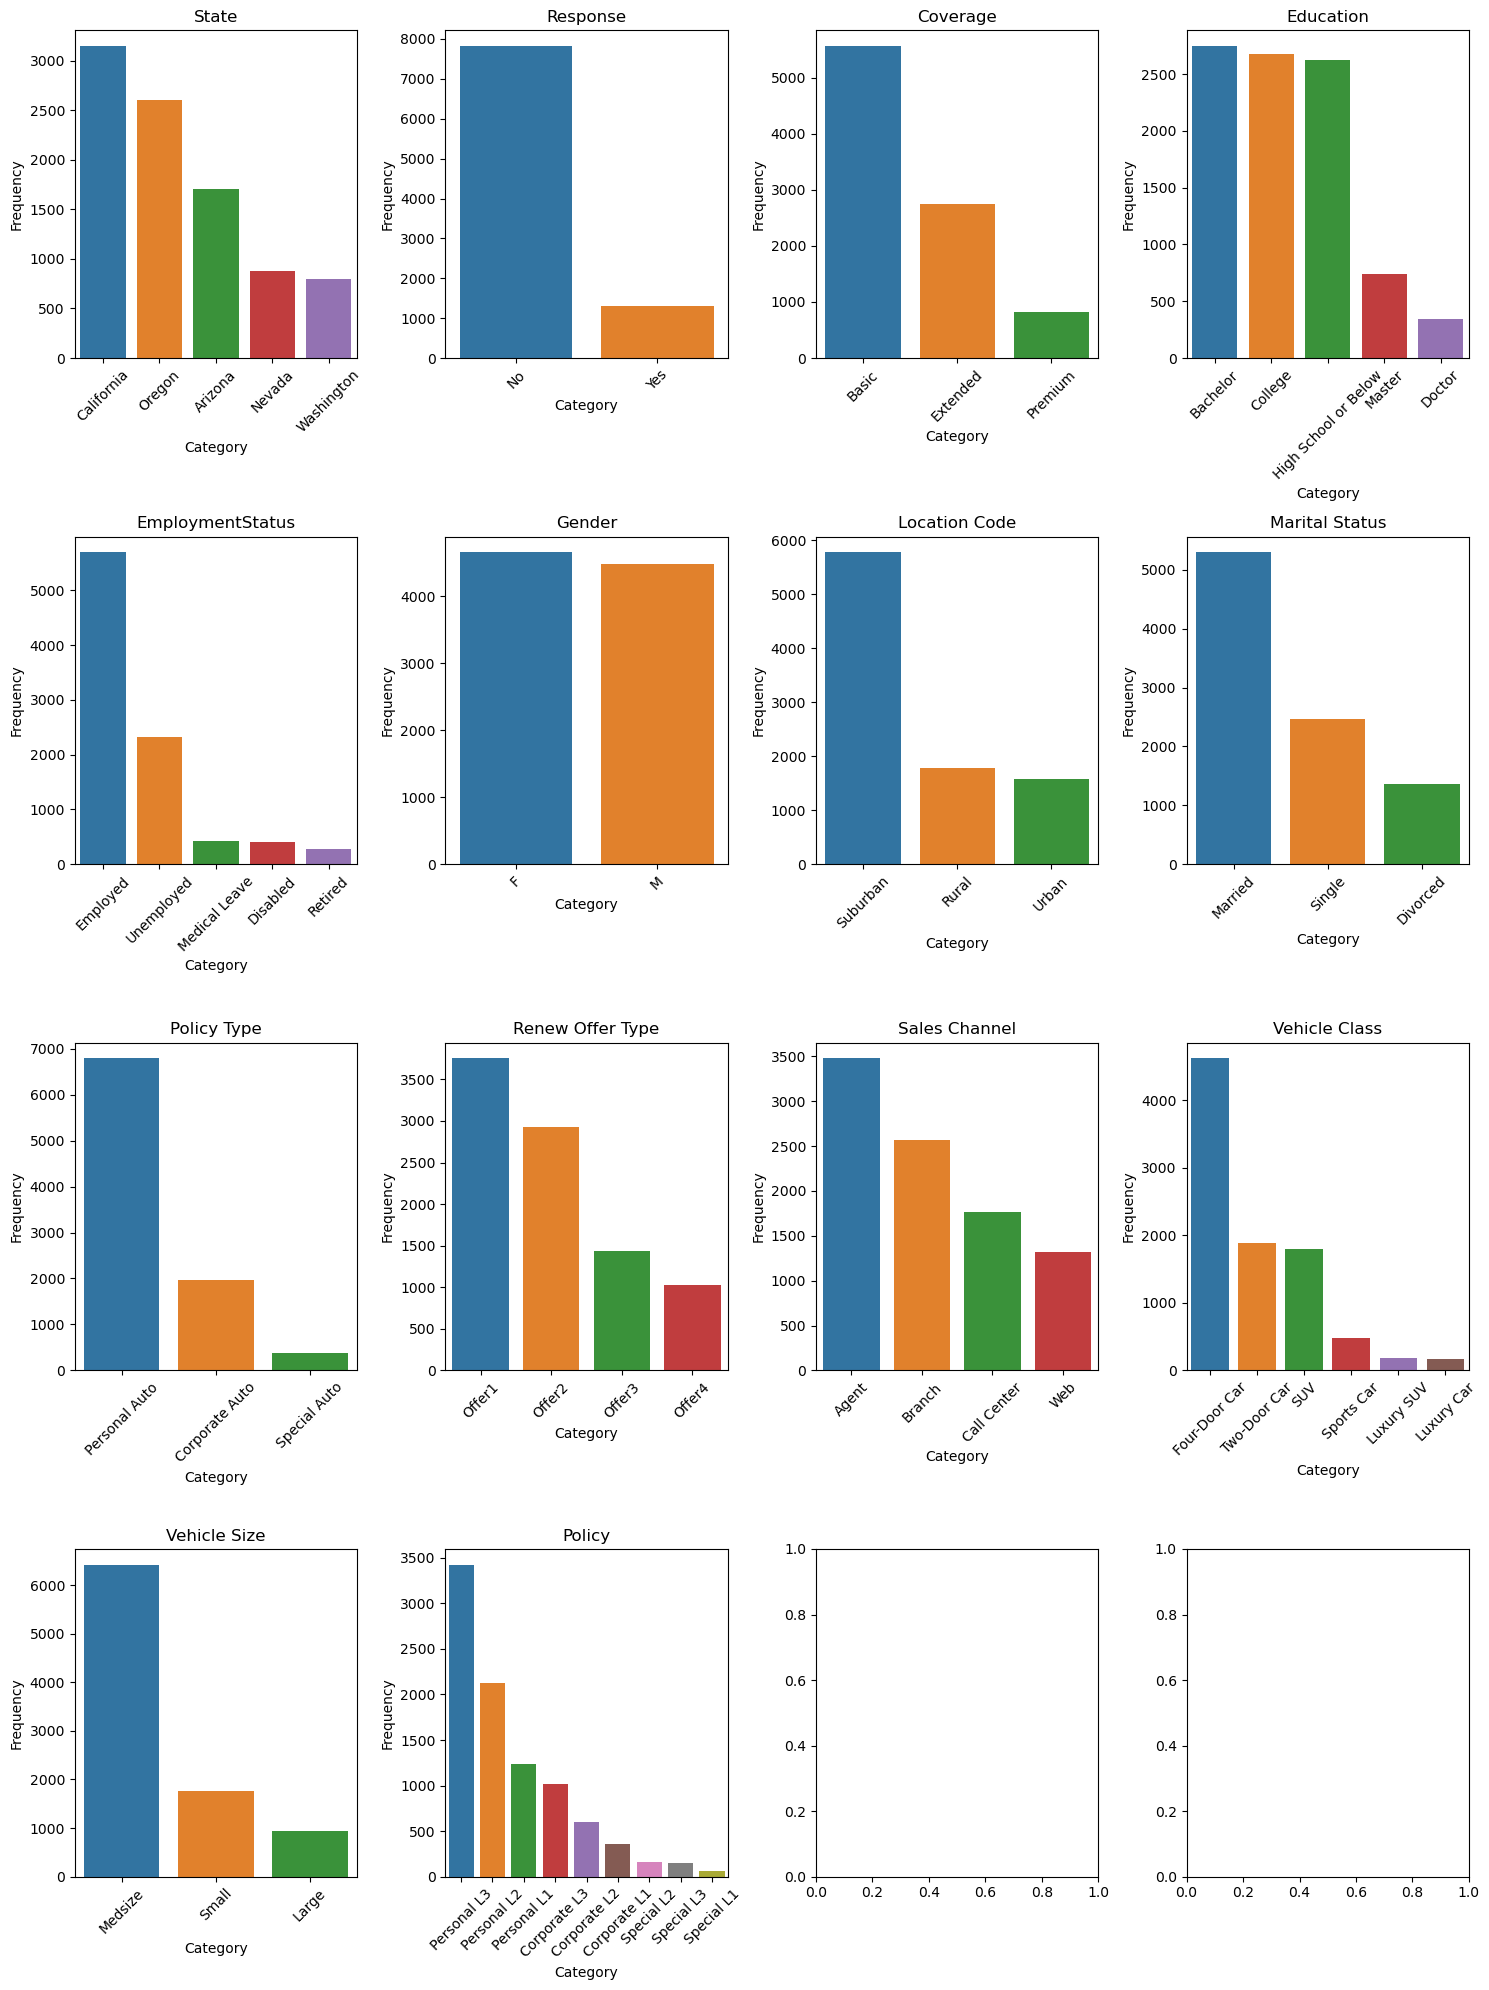 State
Frequency
3000
2500
2000
1500
1000
500
0
California
Oregon
Arizona
Nevada
Washington
Category
Response
Frequency
8000
7000
6000
5000
4000
3000
2000
1000
0
No
Yes
Category
Coverage
Frequency
5000
4000
3000
2000
1000
0
Basic
Extended
Premium
Category
Education
Frequency
2500
2000
1500
1000
500
0
Bachelor
College
High School or Below
Master
Doctor
Category
EmploymentStatus
Frequency
5000
4000
3000
2000
1000
0
Employed
Unemployed
Medical Leave
Disabled
Retired
Category
Gender
Frequency
4000
3000
2000
1000
0
F
M
Category
Location Code
Frequency
6000
5000
4000
3000
2000
1000
0
Suburban
Rural
Urban
Category
Marital Status
Frequency
5000
4000
3000
2000
1000
0
Married
Single
Divorced
Category
Policy Type
Frequency
7000
6000
5000
4000
3000
2000
1000
0
Personal Auto
Corporate Auto
Special Auto
Category
Renew Offer Type
Frequency
3500
3000
2500
2000
1500
1000
500
0
Offer1
Offer2
Offer3
Offer4
Category
Sales Channel
Frequency
3500
3000
2500
2000
1500
1000
500
0
Agent
Branch
Call Center
Web
Category
Vehicle Class
Frequency
4000
3000
2000
1000
0
Four-Door Car
Two-Door Car
SUV
Sports Car
Luxury SUV
Luxury Car
Category
Vehicle Size
Frequency
6000
5000
4000
3000
2000
1000
0
Medsize
Small
Large
Category
Policy
Frequency
3500
3000
2500
2000
1500
1000
500
0
Personal L3
Personal L2
Personal L1
Corporate L3
Corporate L2
Corporate L1
Special L2
Special L3
Special L1
Category
1.0
0.8
0.6
0.4
0.2
0.0
0.0 0.2 0.4 0.6 0.8 1.0
1.0
0.8
0.6
0.4
0.2
0.0
0.0 0.2 0.4 0.6 0.8 1.0